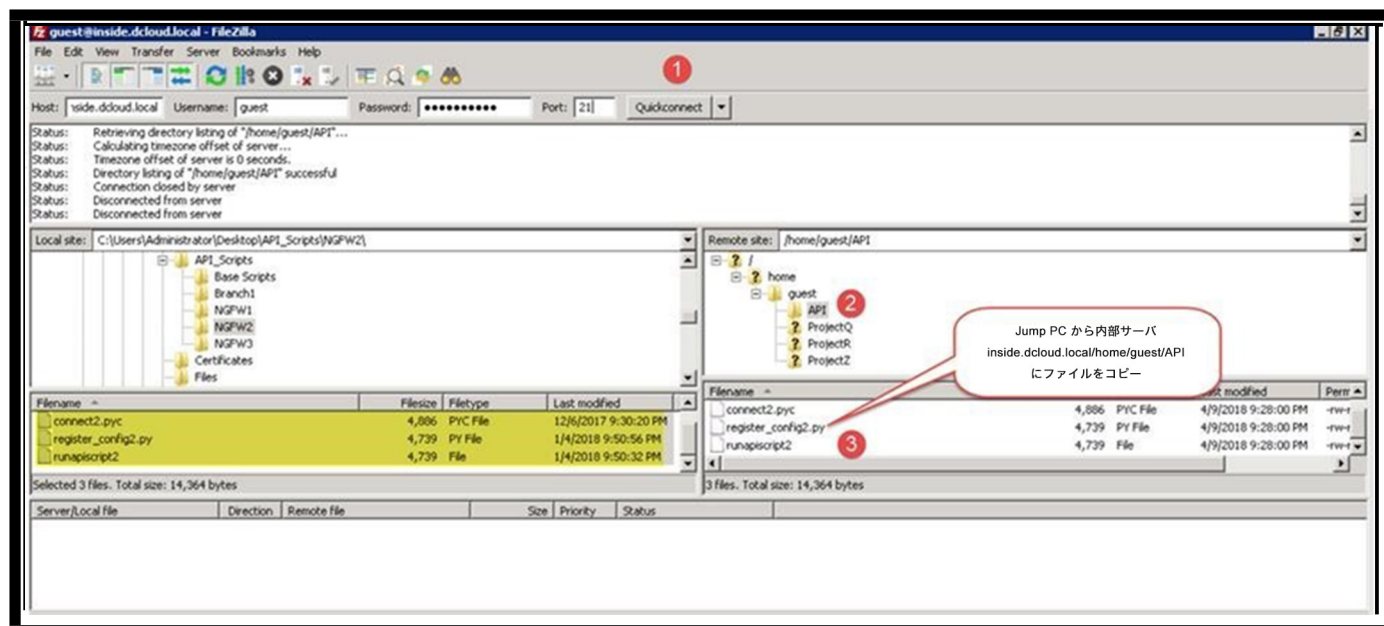 guest@inside.dcloud.local - FileZilla
File Edit View Transfer Server Bookmarks Help
1
Host: nside.dcloud.local Username: guest Password: ●●●●●●●●●● Port: 21 Quickconnect
Status: Retrieving directory listing of "/home/guest/API"...
Status: Calculating timezone offset of server...
Status: Timezone offset of server is 0 seconds.
Status: Directory listing of "/home/guest/API" successful
Status: Connection closed by server
Status: Disconnected from server
Status: Disconnected from server
Local site: C:\Users\Administrator\Desktop\API_Scripts\NGFW2\
API_Scripts
Base Scripts
Branch1
NGFW1
NGFW2
NGFW3
Certificates
Files
Remote site: /home/guest/API
/
home
guest
API 2
ProjectQ
ProjectR
ProjectZ
Jump PC から内部サーバ
inside.dcloud.local/home/guest/API
にファイルをコピー
Filename Filesize Filetype Last modified
connect2.pyc 4,886 PYC File 12/6/2017 9:30:20 PM
register_config2.py 4,739 PY File 1/4/2018 9:50:56 PM
runapiscript2 4,739 File 1/4/2018 9:50:32 PM
Selected 3 files. Total size: 14,364 bytes
Filename modified Perm
connect2.pyc 4,886 PYC File 4/9/2018 9:28:00 PM -rw-r
register_config2.py 4,739 PY File 4/9/2018 9:28:00 PM -rw-r
runapiscript2 3 4,739 File 4/9/2018 9:28:00 PM -rw-r
3 files. Total size: 14,364 bytes
Server/Local file Direction Remote file Size Priority Status